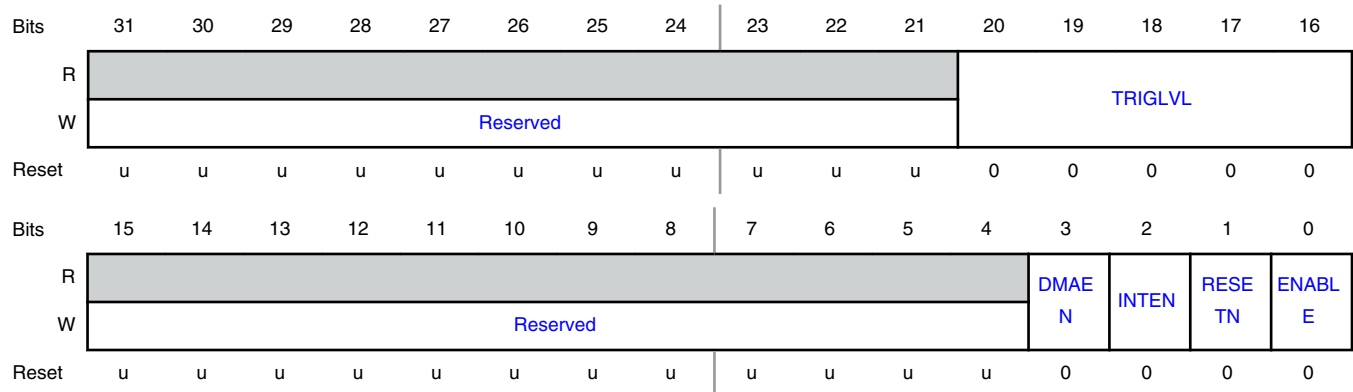 Bits 31 30 29 28 27 26 25 24 23 22 21 20 19 18 17 16
R
TRIGLVL
W Reserved
Reset u u u u u u u u u u u 0 0 0 0 0
Bits 15 14 13 12 11 10 9 8 7 6 5 4 3 2 1 0
R
DMAE
N
INTEN
RESE
TN
ENABL
E
W Reserved
Reset u u u u u u u u u u u u 0 0 0 0